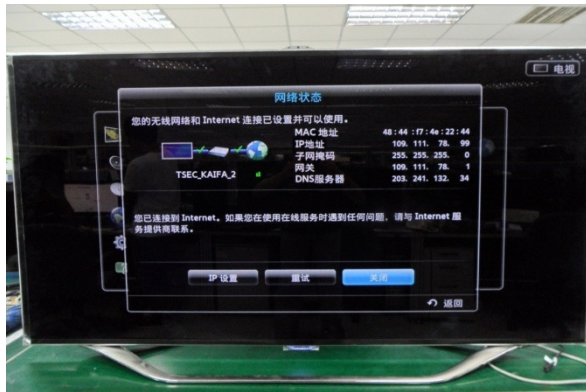 电视
网络状态
您的无线网络和 Internet 连接已设置并可以使用。
MAC 地址 48 : 44 : f7 : 4e : 22 : 44
IP地址 109. 111. 78. 99
子网掩码 255. 255. 255. 0
网关 109. 111. 78. 1
DNS服务器 203. 241. 132. 34
TSEC_KAIFA_2
您已连接到 Internet。如果您在使用在线服务时遇到任何问题，请与 Internet 服
务提供商联系。
IP 设置 重试 关闭
返回